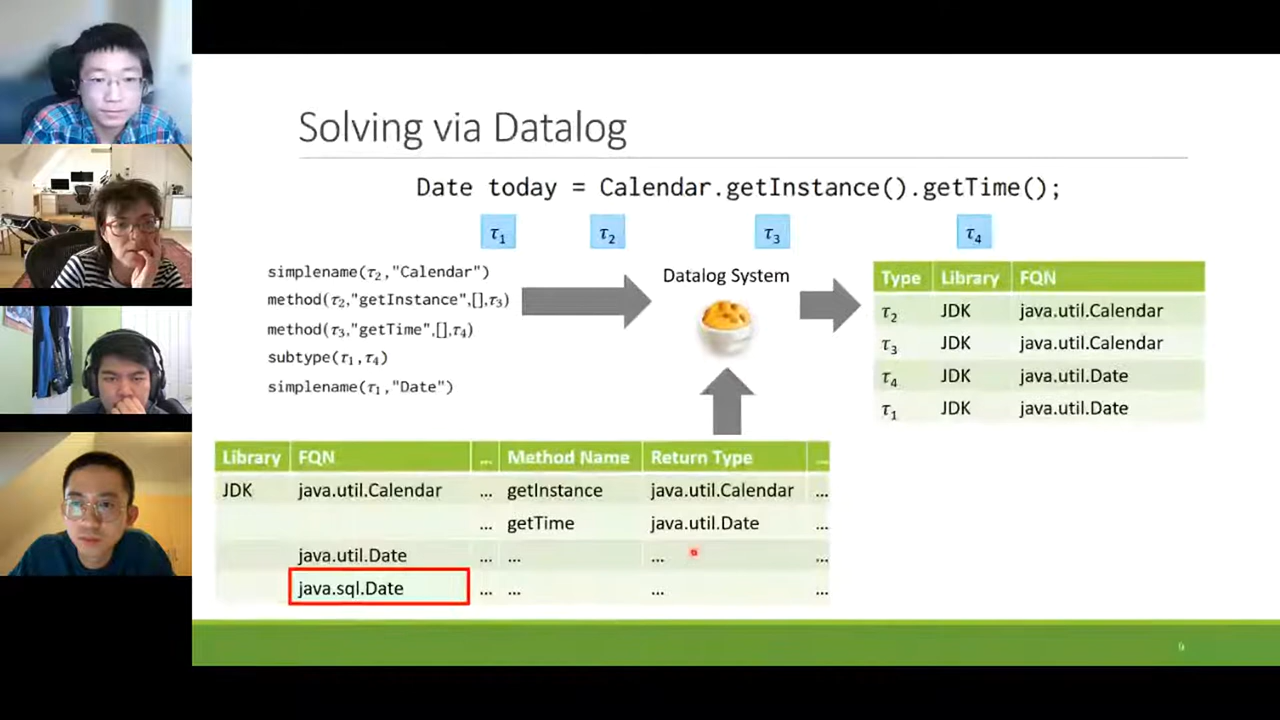 Solving via Datalog
Date today = Calendar.getInstance().getTime();
τ₁ τ₂ τ₃ τ₄
simplename(τ₂,"Calendar")
method(τ₂,"getInstance",[],τ₃)
method(τ₃,"getTime",[],τ₄)
subtype(τ₁,τ₄)
simplename(τ₁,"Date")
Datalog System
Type Library FQN
τ₂ JDK java.util.Calendar
τ₃ JDK java.util.Calendar
τ₄ JDK java.util.Date
τ₁ JDK java.util.Date
Library FQN ... Method Name Return Type ...
JDK java.util.Calendar ... getInstance java.util.Calendar ...
... getTime java.util.Date ...
java.util.Date ... ... ... ...
java.sql.Date ... ... ... ...
9